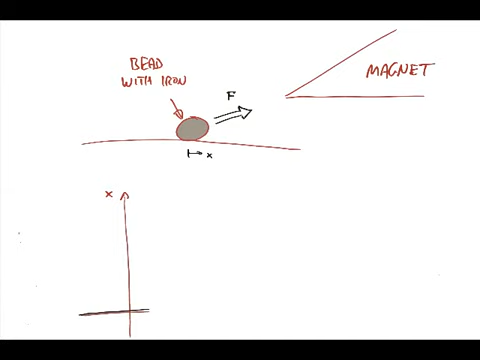 BEAD
WITH IRON
MAGNET
F
x
x